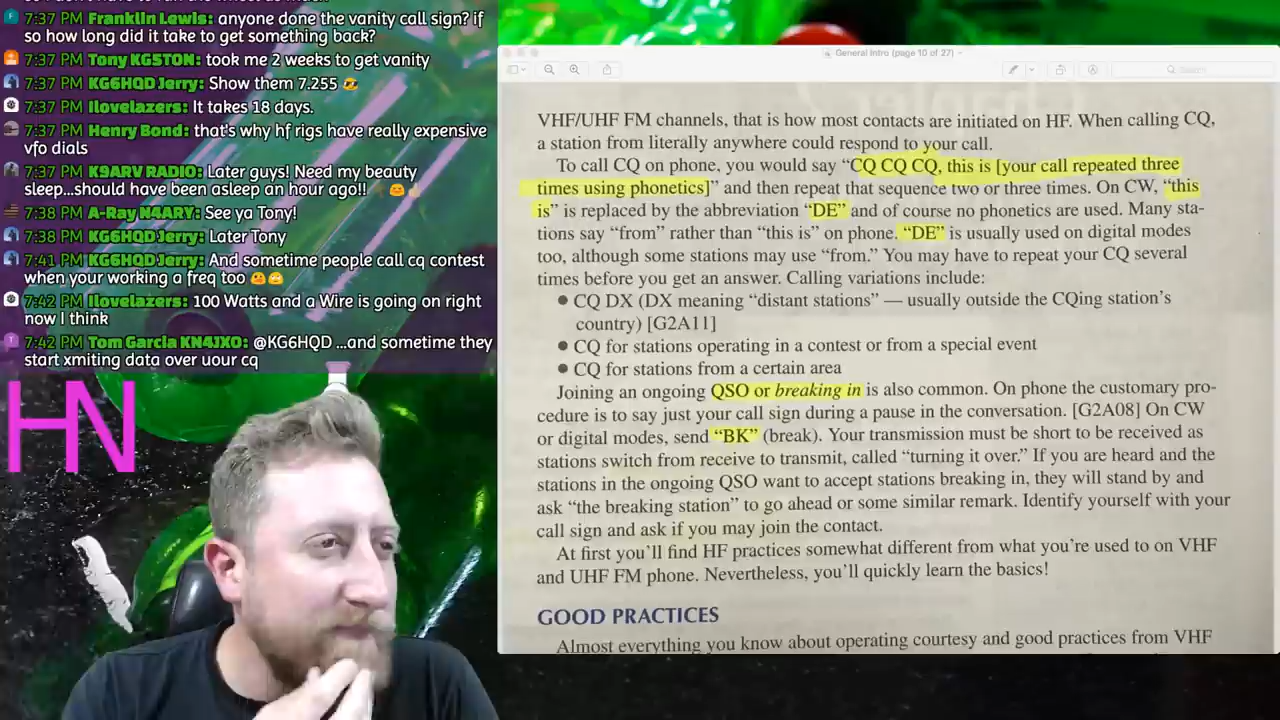 7:37 PM Franklin Lewis: anyone done the vanity call sign? if
so how long did it take to get something back?
7:37 PM Tony KG5TON: took me 2 weeks to get vanity
7:37 PM KG6HQD Jerry: Show them 7.255
7:37 PM Ilovelazers: It takes 18 days.
7:37 PM Henry Bond: that's why hf rigs have really expensive
vfo dials
7:37 PM K9ARV RADIO: Later guys! Need my beauty
sleep...should have been asleep an hour ago!!
7:38 PM A-Ray N4ARY: See ya Tony!
7:38 PM KG6HQD Jerry: Later Tony
7:41 PM KG6HQD Jerry: And sometime people call cq contest
when your working a freq too
7:42 PM Ilovelazers: 100 Watts and a Wire is going on right
now I think
7:42 PM Tom Garcia KN4JXO: @KG6HQD ...and sometime they
start xmiting data over uour cq
HN
General Intro (page 10 of 27)
Search
VHF/UHF FM channels, that is how most contacts are initiated on HF. When calling CQ,
a station from literally anywhere could respond to your call.
To call CQ on phone, you would say “CQ CQ CQ, this is [your call repeated three
times using phonetics]” and then repeat that sequence two or three times. On CW, “this
is” is replaced by the abbreviation “DE” and of course no phonetics are used. Many sta-
tions say “from” rather than “this is” on phone. “DE” is usually used on digital modes
too, although some stations may use “from.” You may have to repeat your CQ several
times before you get an answer. Calling variations include:
● CQ DX (DX meaning “distant stations” — usually outside the CQing station’s
country) [G2A11]
● CQ for stations operating in a contest or from a special event
● CQ for stations from a certain area
Joining an ongoing QSO or breaking in is also common. On phone the customary pro-
cedure is to say just your call sign during a pause in the conversation. [G2A08] On CW
or digital modes, send “BK” (break). Your transmission must be short to be received as
stations switch from receive to transmit, called “turning it over.” If you are heard and the
stations in the ongoing QSO want to accept stations breaking in, they will stand by and
ask “the breaking station” to go ahead or some similar remark. Identify yourself with your
call sign and ask if you may join the contact.
At first you’ll find HF practices somewhat different from what you’re used to on VHF
and UHF FM phone. Nevertheless, you’ll quickly learn the basics!
GOOD PRACTICES
Almost everything you know about operating courtesy and good practices from VHF